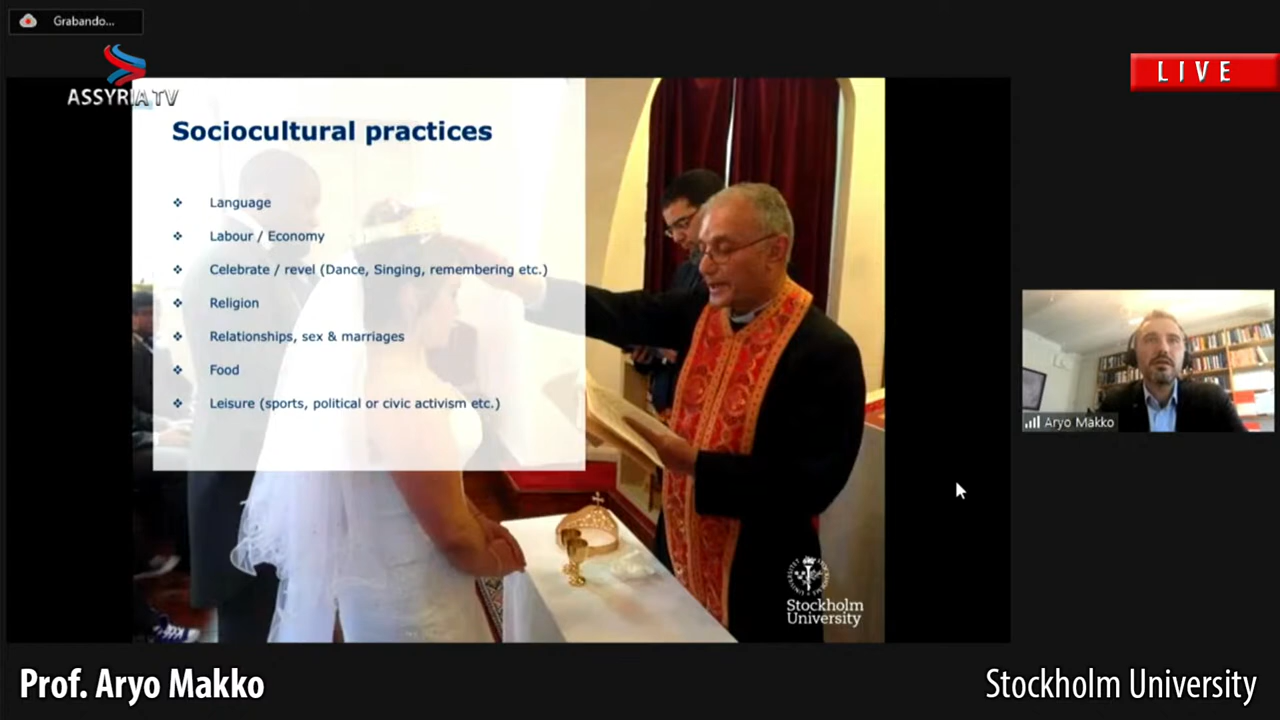 Grabando...
ASSYRIA TV
LIVE
Sociocultural practices
❖ Language
❖ Labour / Economy
❖ Celebrate / revel (Dance, Singing, remembering etc.)
❖ Religion
❖ Relationships, sex & marriages
❖ Food
❖ Leisure (sports, political or civic activism etc.)
Aryo Makko
Stockholm
University
Prof. Aryo Makko
Stockholm University